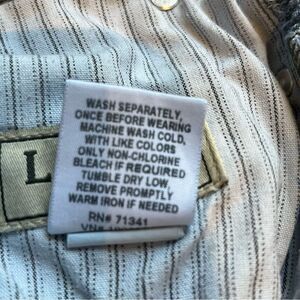 WASH SEPARATELY,
ONCE BEFORE WEARING
MACHINE WASH COLD,
WITH LIKE COLORS
ONLY NON-CHLORINE
BLEACH IF REQUIRED
TUMBLE DRY LOW
REMOVE PROMPTLY
WARM IRON IF NEEDED
RN# 71341
VN#
L